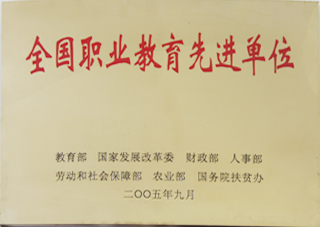 全国职业教育先进单位
教育部 国家发展改革委 财政部 人事部
劳动和社会保障部 农业部 国务院扶贫办
二〇〇五年九月